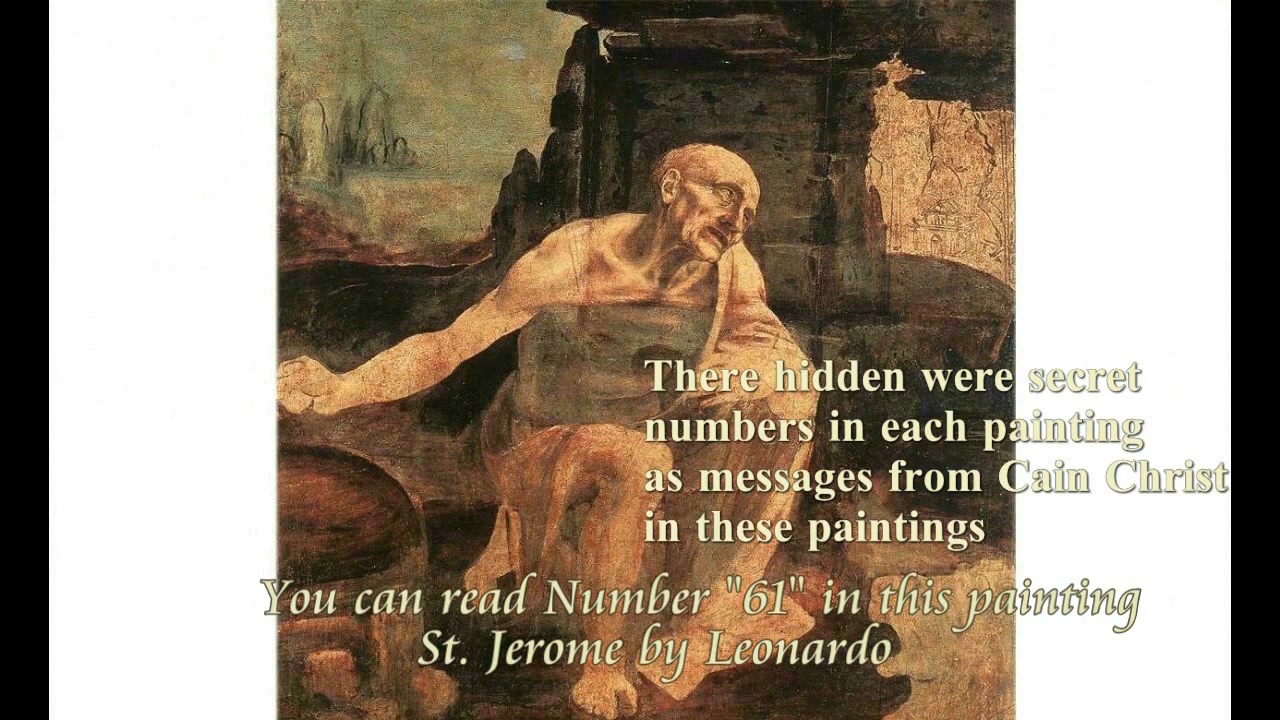 There hidden were secret
numbers in each painting
as messages from Cain Christ
in these paintings
You can read Number "61" in this painting
St. Jerome by Leonardo